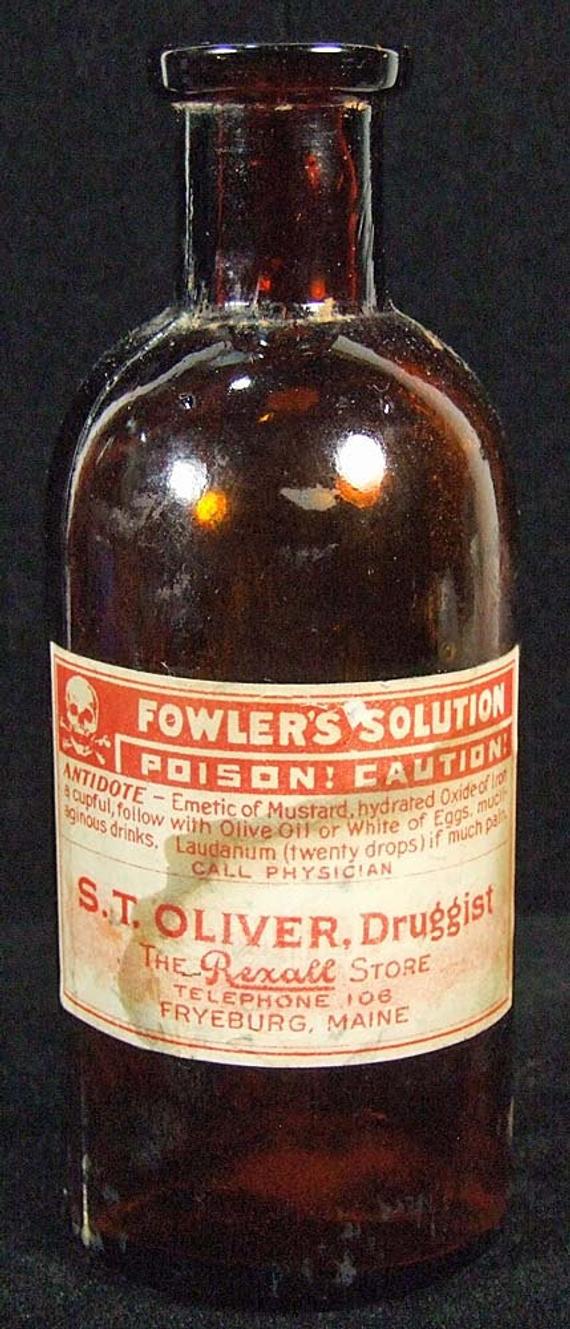 FOWLER'S SOLUTION
POISON! CAUTION!
ANTIDOTE – Emetic of Mustard, hydrated Oxide of Iron
a cupful, follow with Olive Oil or White of Eggs, muci-
aginous drinks, Laudanum (twenty drops) if much pain.
CALL PHYSICIAN
S.T. OLIVER, Druggist
THE Rexall STORE
TELEPHONE 106
FRYEBURG, MAINE